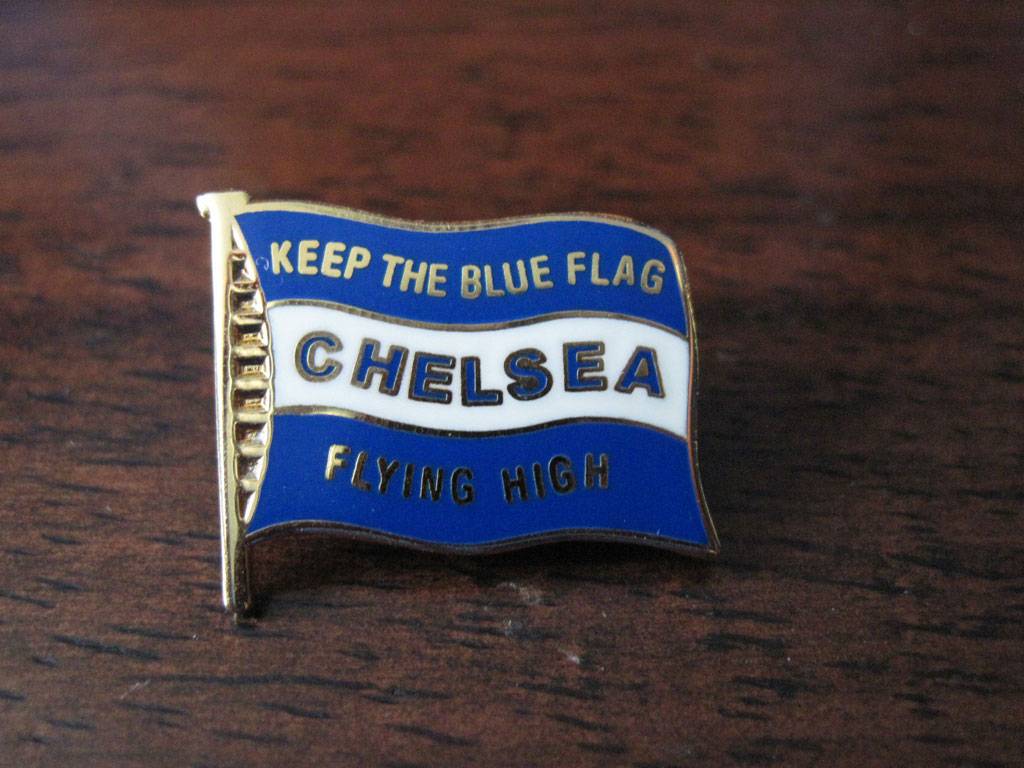 KEEP THE BLUE FLAG
CHELSEA
FLYING HIGH